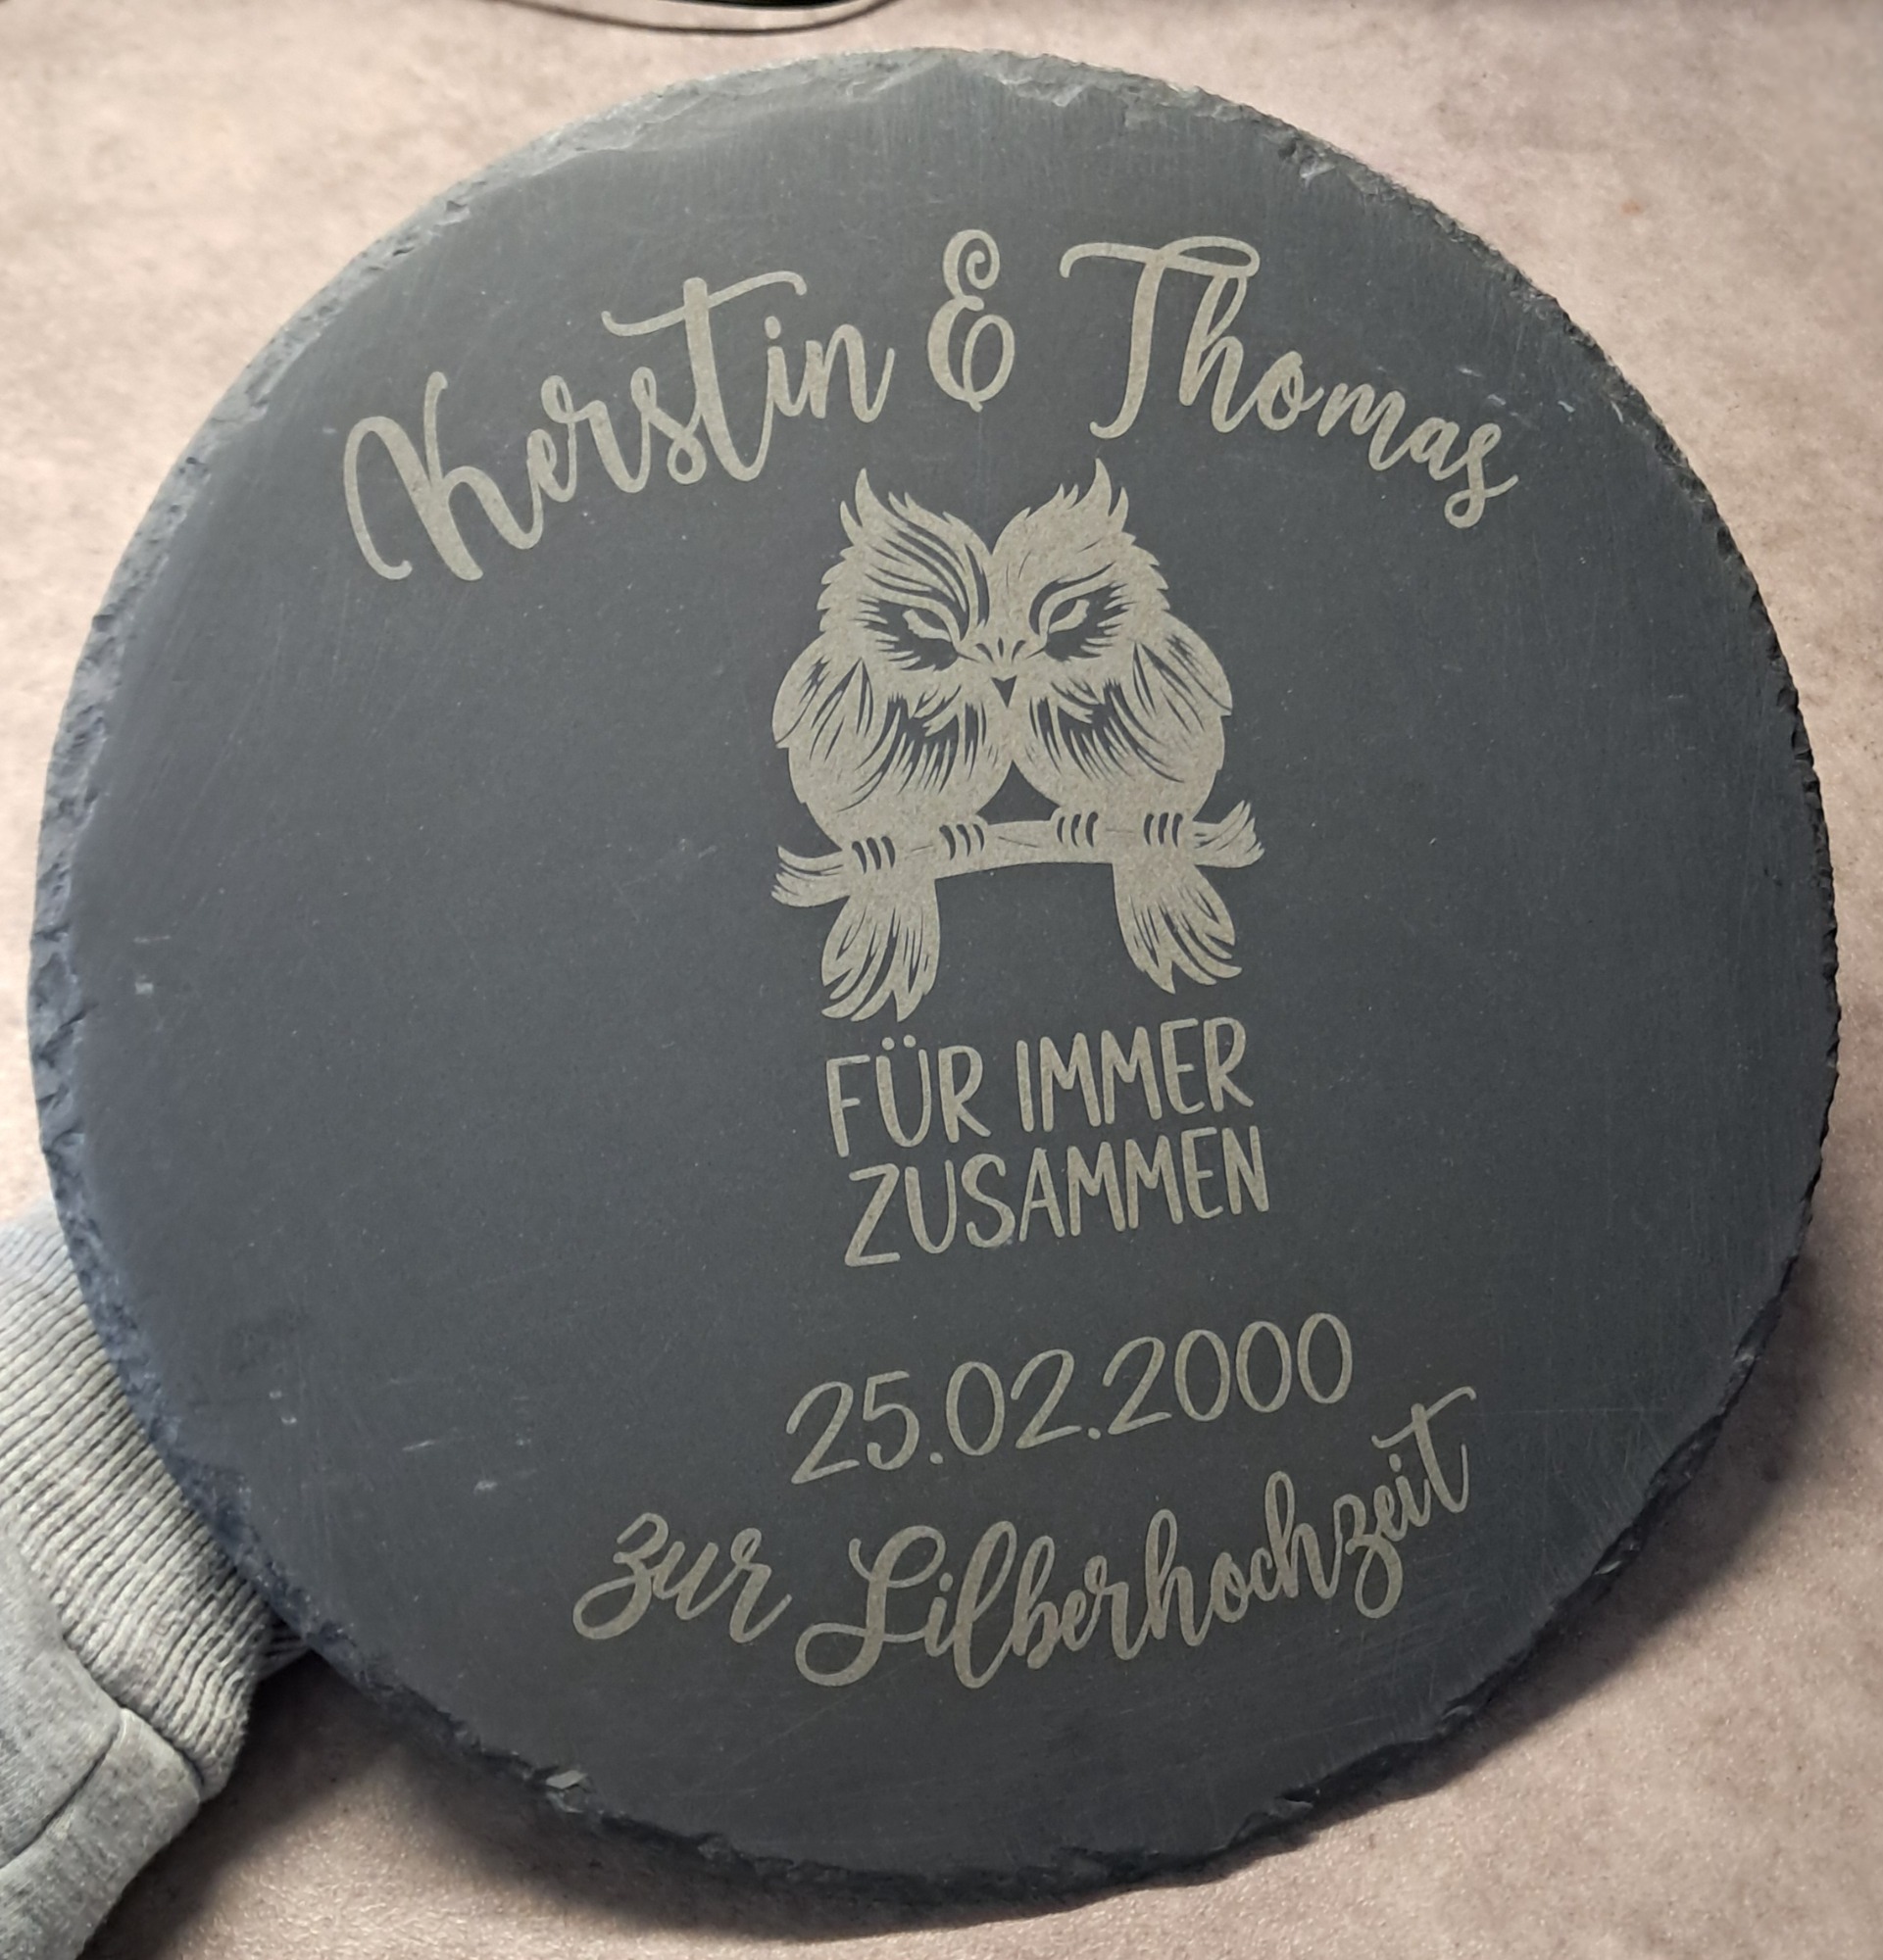 Kerstin & Thomas
FÜR IMMER
ZUSAMMEN
25.02.2000
zur Silberhochzeit